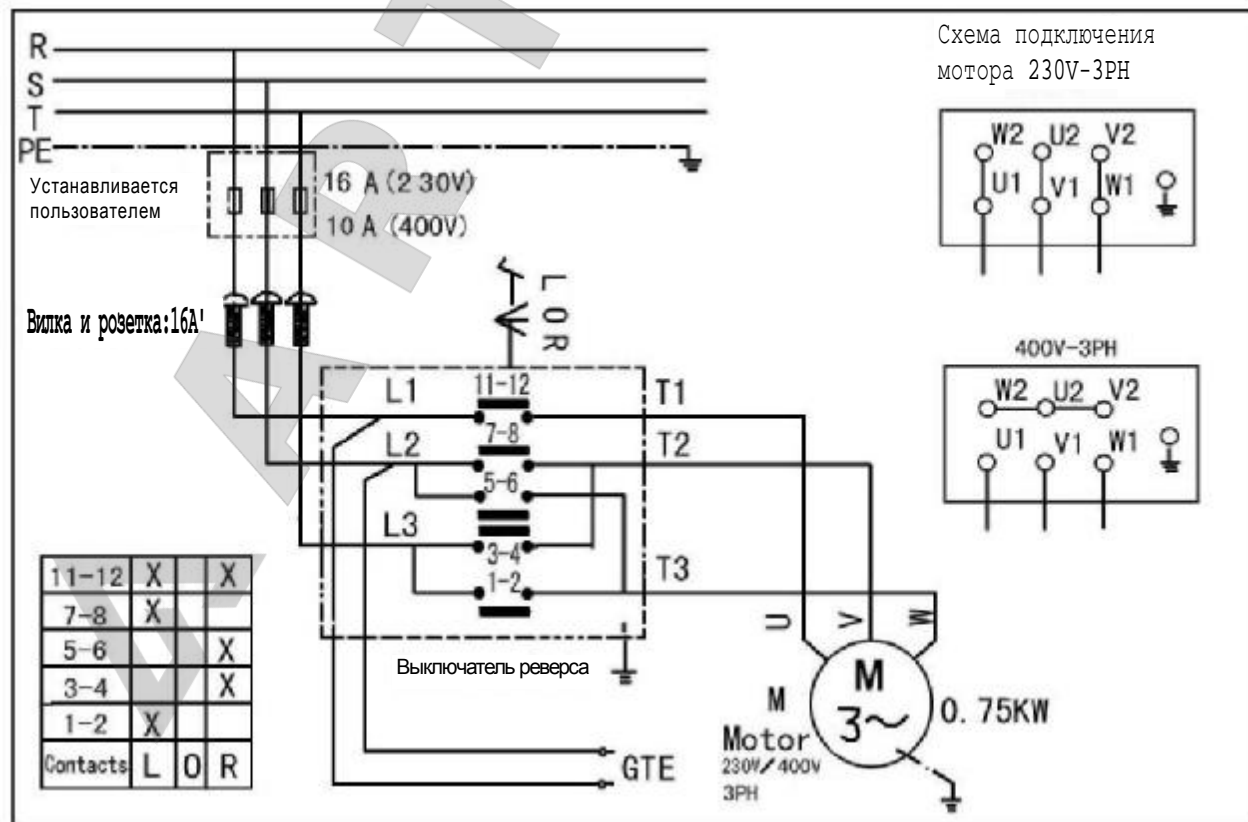 R
S
T
PE
Схема подключения
мотора 230V-3PH
W2 U2 V2
U1 V1 W1
Устанавливается
пользователем
16 A (2 30V)
10 A (400V)
Вилка и розетка:16А'
L O R
400V-3PH
W2 U2 V2
U1 V1 W1
L1
11-12
T1
7-8
L2
T2
5-6
L3
3-4
1-2
T3
Выключатель реверса
U V W
M
3~
M
Motor
230V/400V
3PH
0.75KW
GTE
11-12 X X
7-8 X
5-6 X
3-4 X
1-2 X
Contacts L O R